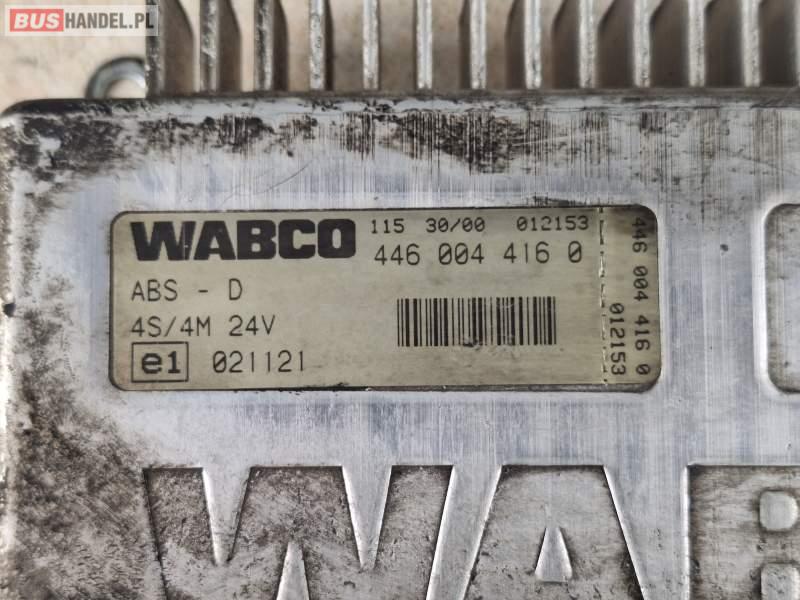 BUSHANDEL.PL
WABCO 115 30/00 012153
446 004 416 0
ABS - D
4S/4M 24V
e1 021121
446 004 416 0
012153
WAB